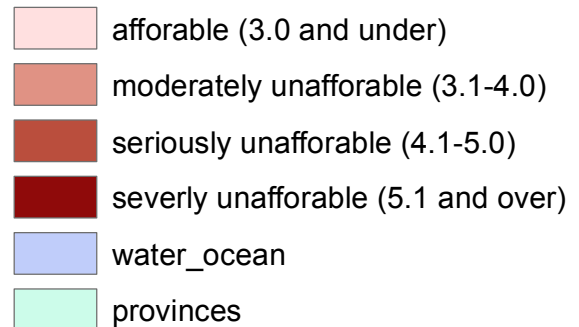 afforable (3.0 and under)
moderately unafforable (3.1-4.0)
seriously unafforable (4.1-5.0)
severly unafforable (5.1 and over)
water_ocean
provinces